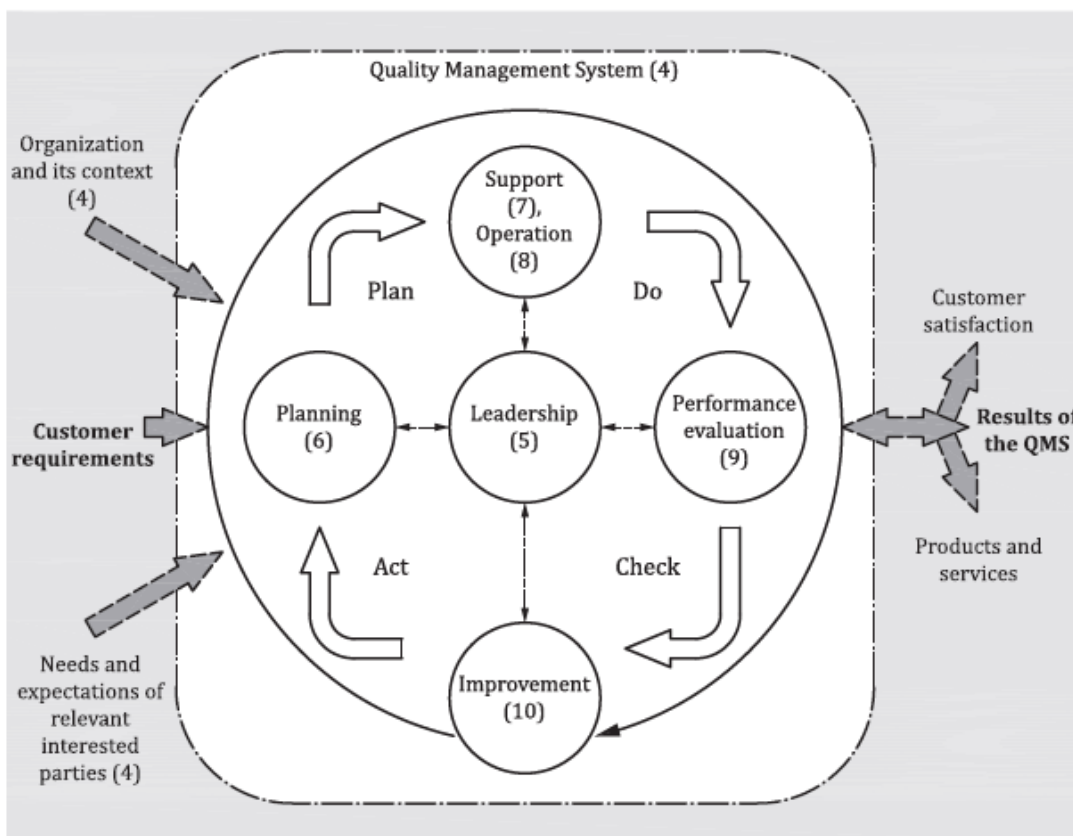 Quality Management System (4)
Organization
and its context
(4)
Support
(7),
Operation
(8)
Plan
Do
Customer
satisfaction
Customer
requirements
Planning
(6)
Leadership
(5)
Performance
evaluation
(9)
Results of
the QMS
Act
Check
Products and
services
Needs and
expectations of
relevant
interested
parties (4)
Improvement
(10)